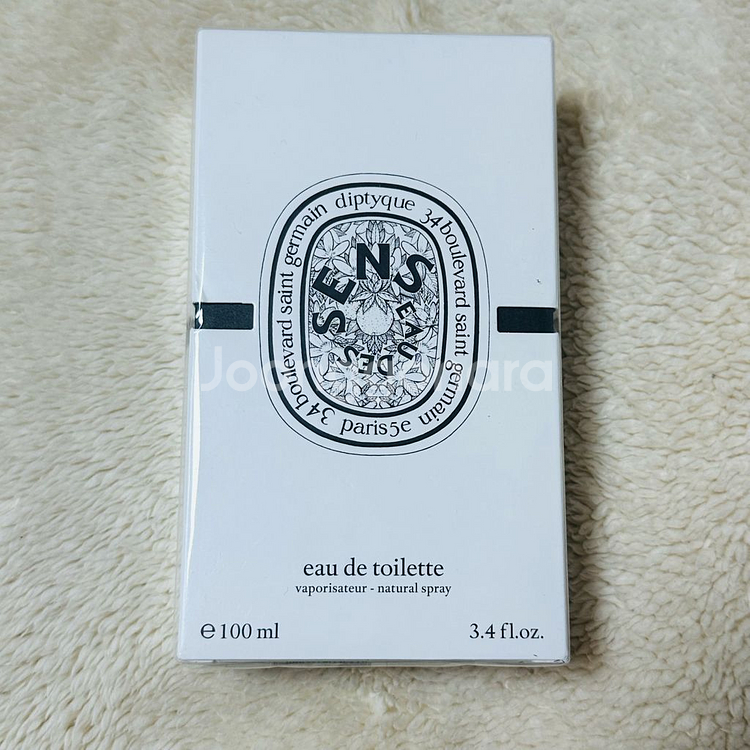 34 boulevard saint germain diptyque 34 boulevard saint germain
paris 5e
EAU DES
SENS
eau de toilette
vaporisateur - natural spray
e 100 ml
3.4 fl.oz.